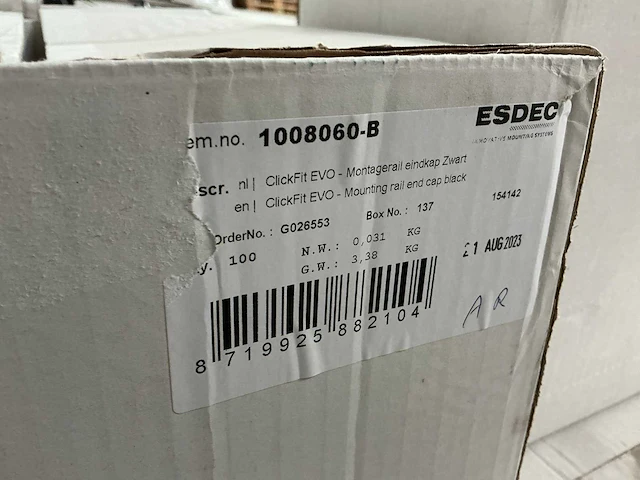 ESDEC
INNOVATIVE MOUNTING SYSTEMS
em.no. 1008060-B
scr. nl| ClickFit EVO - Montagerail eindkap Zwart
en| ClickFit EVO - Mounting rail end cap black
OrderNo.: G026553 Box No.: 137 154142
y. 100 N.W.: 0,031 KG
G.W.: 3,38 KG
21 AUG 2023
8 719925 882104
AR